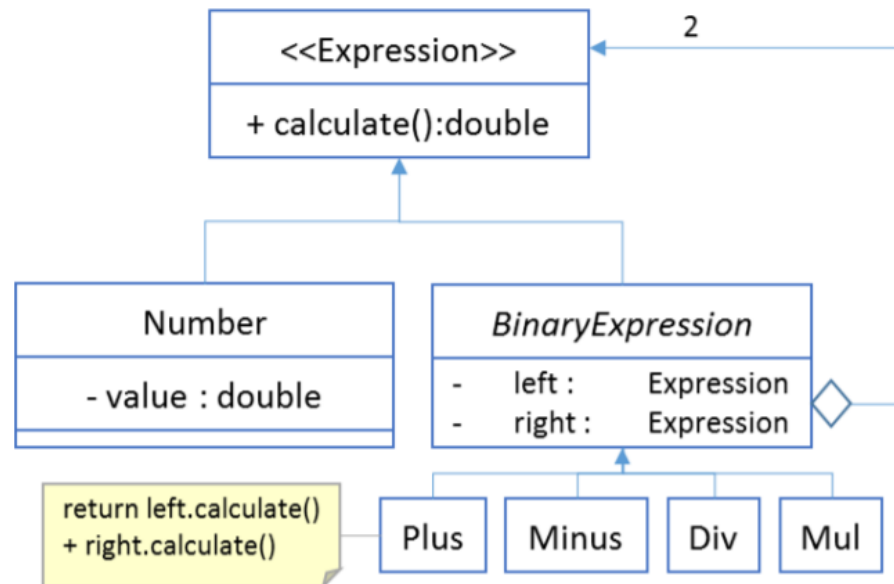 <<Expression>>
2
+ calculate():double
Number
- value : double
BinaryExpression
- left : Expression
- right : Expression
return left.calculate()
+ right.calculate()
Plus
Minus
Div
Mul